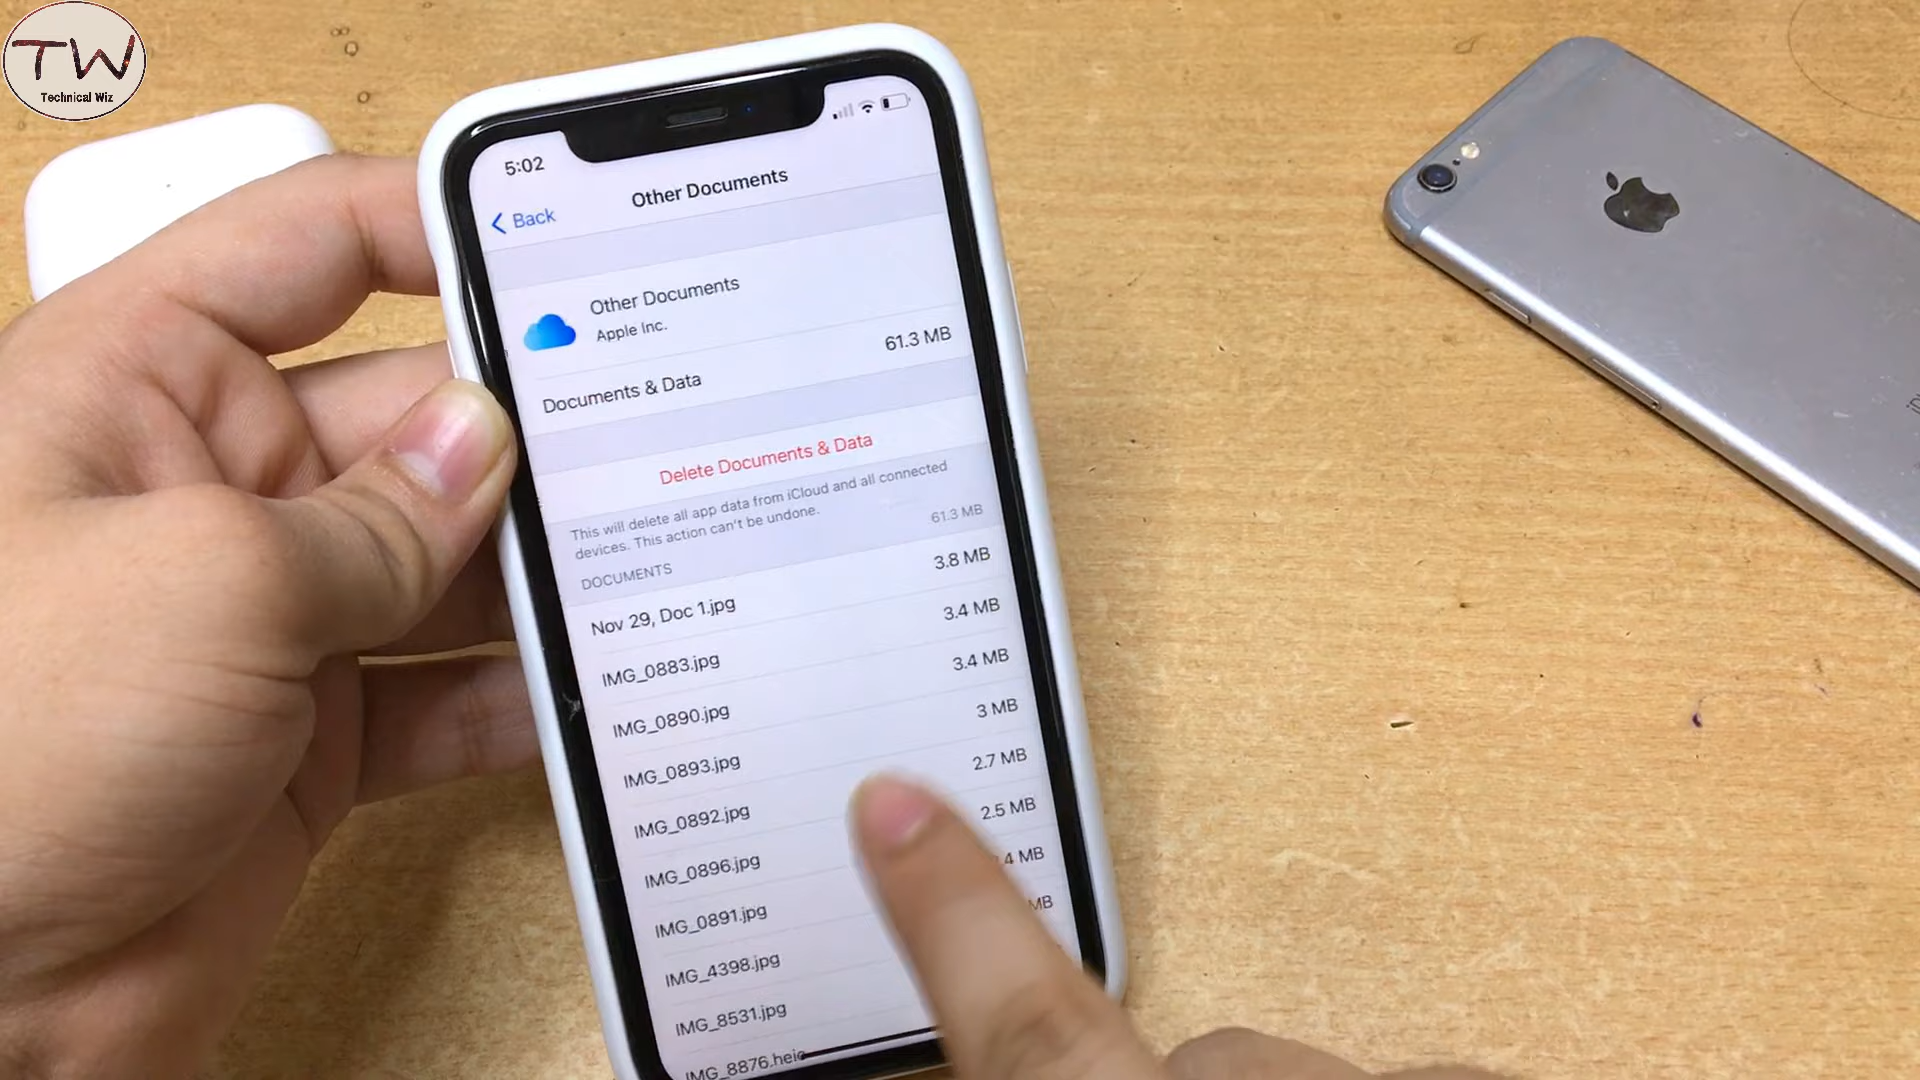 TW
Technical Wiz
5:02
Back
Other Documents
Other Documents
Apple Inc.
Documents & Data 61.3 MB
Delete Documents & Data
This will delete all app data from iCloud and all connected
devices. This action can't be undone.
DOCUMENTS 61.3 MB
Nov 29, Doc 1.jpg 3.8 MB
IMG_0883.jpg 3.4 MB
IMG_0890.jpg 3.4 MB
IMG_0893.jpg 3 MB
IMG_0892.jpg 2.7 MB
IMG_0896.jpg 2.5 MB
IMG_0891.jpg MB
IMG_4398.jpg MB
IMG_8531.jpg
IMG_8876.heic